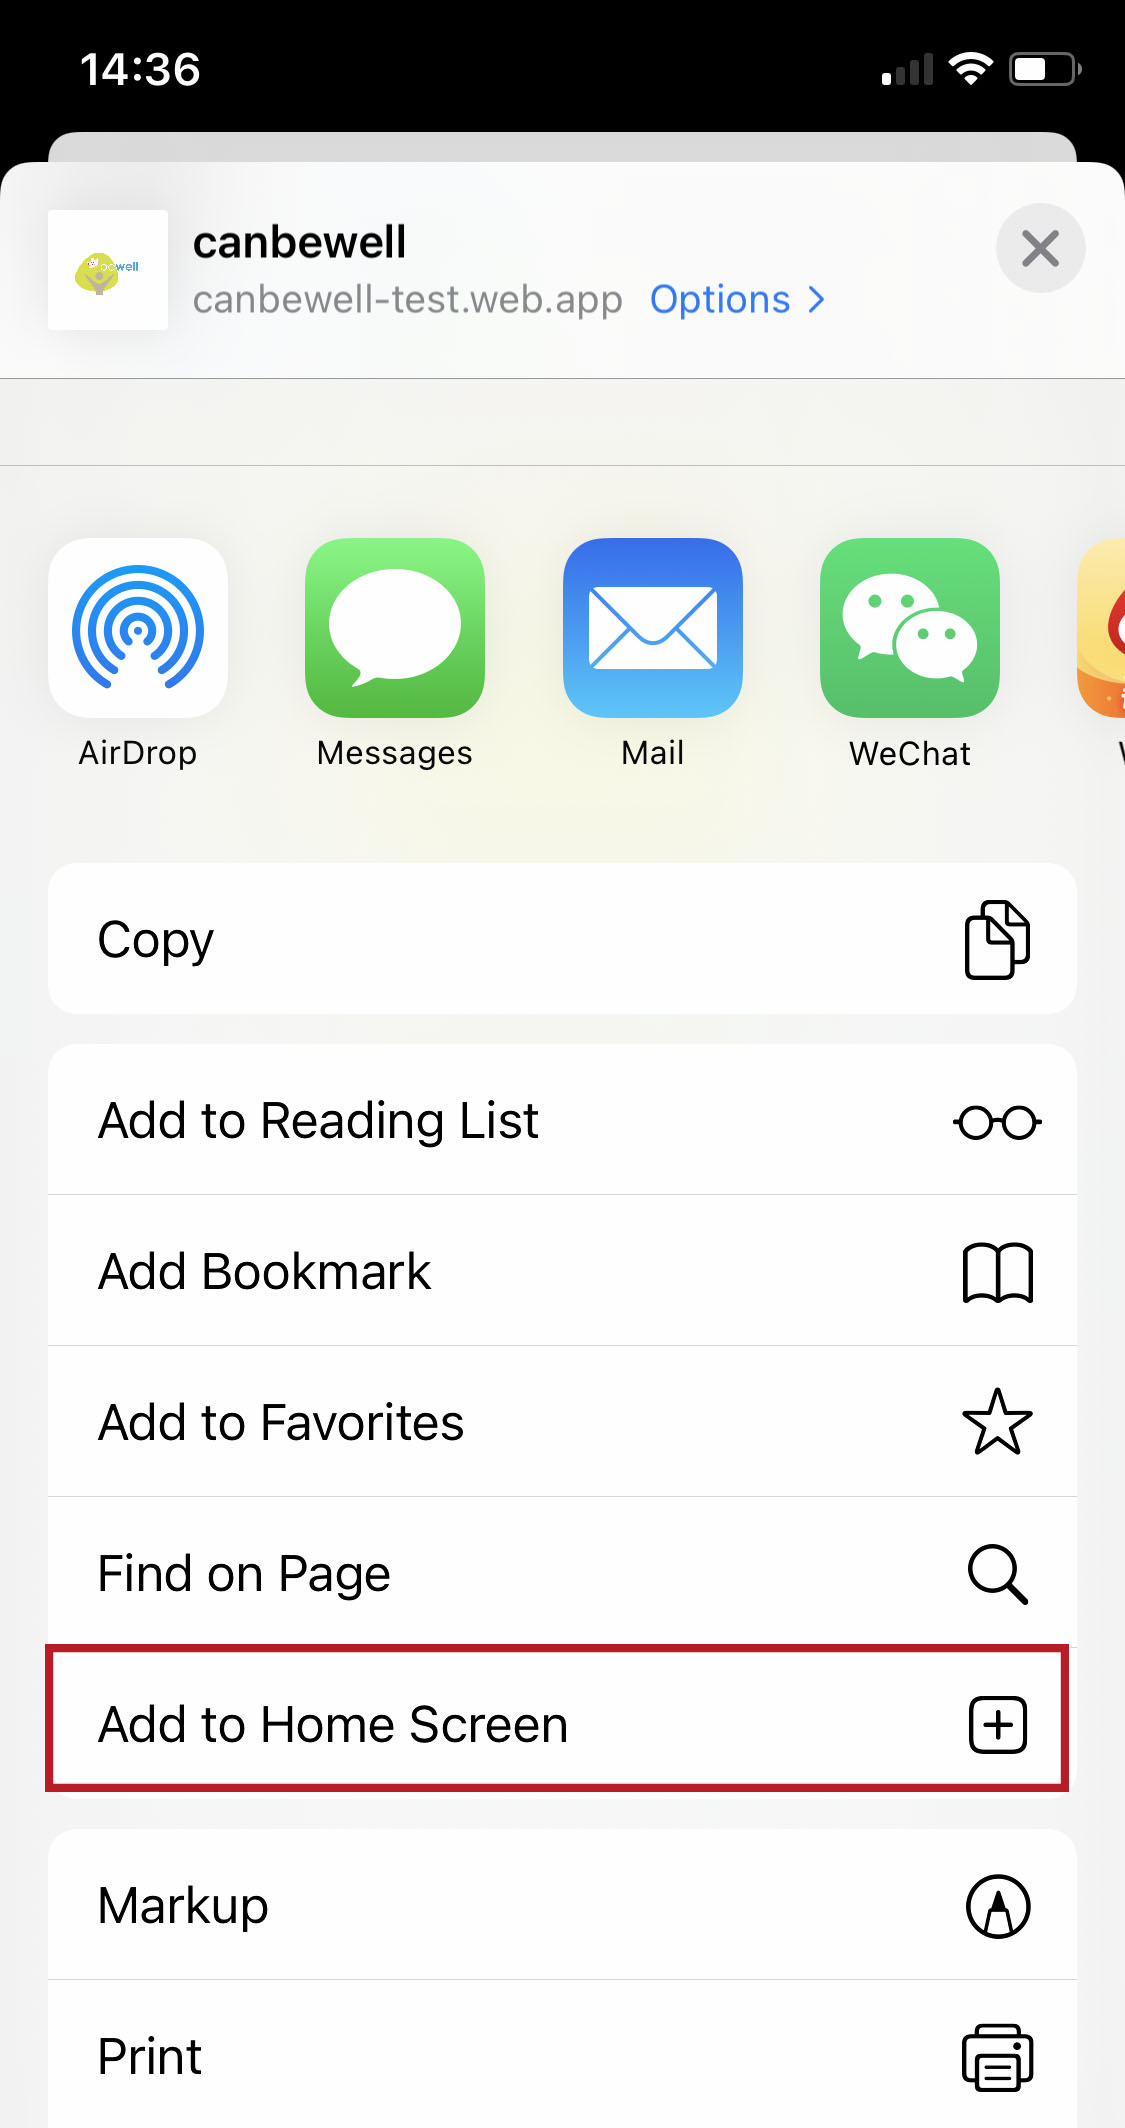 14:36
canbewell
canbewell-test.web.app Options
well
AirDrop
Messages
Mail
WeChat
Copy
Add to Reading List
Add Bookmark
Add to Favorites
Find on Page
Add to Home Screen
Markup
Print